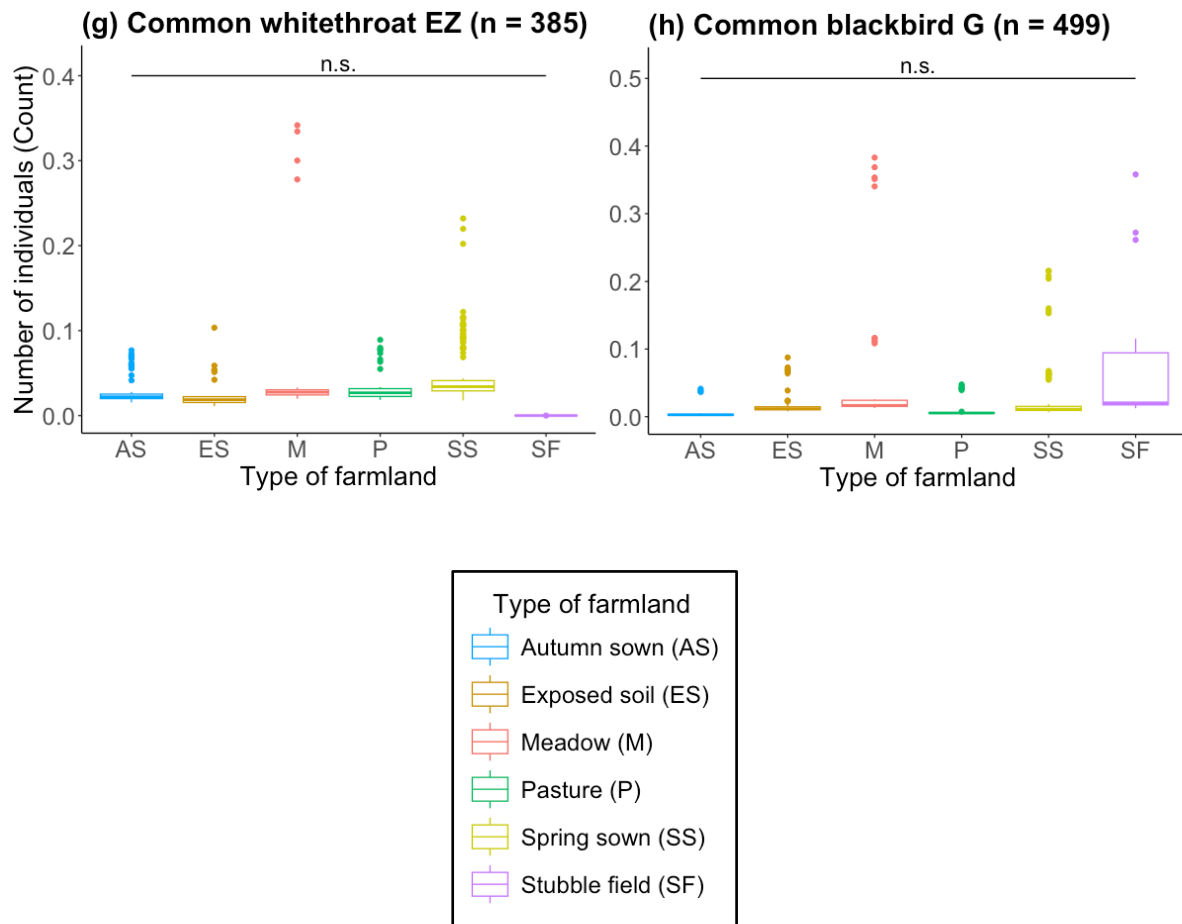 (g) Common whitethroat EZ (n = 385)
n.s.
Number of individuals (Count)
0.4
0.3
0.2
0.1
0.0
AS ES M P SS SF
Type of farmland
(h) Common blackbird G (n = 499)
n.s.
0.5
0.4
0.3
0.2
0.1
0.0
AS ES M P SS SF
Type of farmland
Type of farmland
Autumn sown (AS)
Exposed soil (ES)
Meadow (M)
Pasture (P)
Spring sown (SS)
Stubble field (SF)